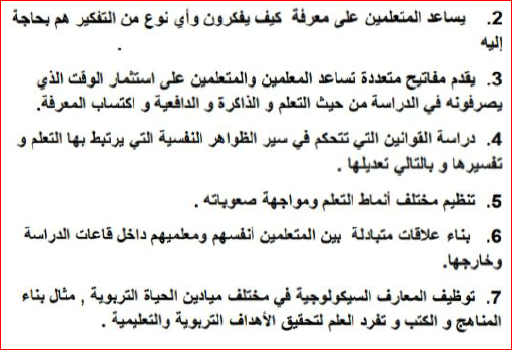 2. يساعد المتعلمين على معرفة كيف يفكرون وأي نوع من التفكير هم بحاجة
إليه .
3. يقدم مفاتيح متعددة تساعد المعلمين والمتعلمين على استثمار الوقت الذي
يصرفونه في الدراسة من حيث التعلم و الذاكرة و الدافعية و اكتساب المعرفة.
4. دراسة القوانين التي تتحكم في سير الظواهر النفسية التي يرتبط بها التعلم و
تفسيرها و بالتالي تعديلها .
5. تنظيم مختلف أنماط التعلم ومواجهة صعوباته .
6. بناء علاقات متبادلة بين المتعلمين أنفسهم ومعلميهم داخل قاعات الدراسة
وخارجها.
7. توظيف المعارف السيكولوجية في مختلف ميادين الحياة التربوية , مثال بناء
المناهج و الكتب و تفرد العلم لتحقيق الأهداف التربوية والتعليمية .